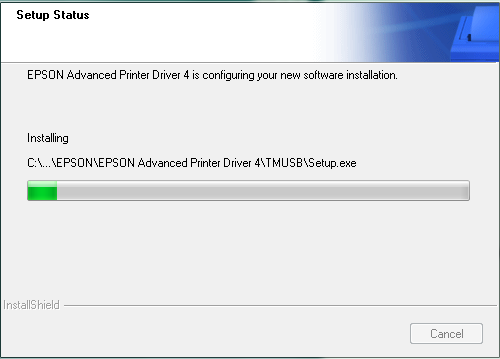 Setup Status
EPSON Advanced Printer Driver 4 is configuring your new software installation.
Installing
C:\...\EPSON\EPSON Advanced Printer Driver 4\TMUSB\Setup.exe
InstallShield
Cancel